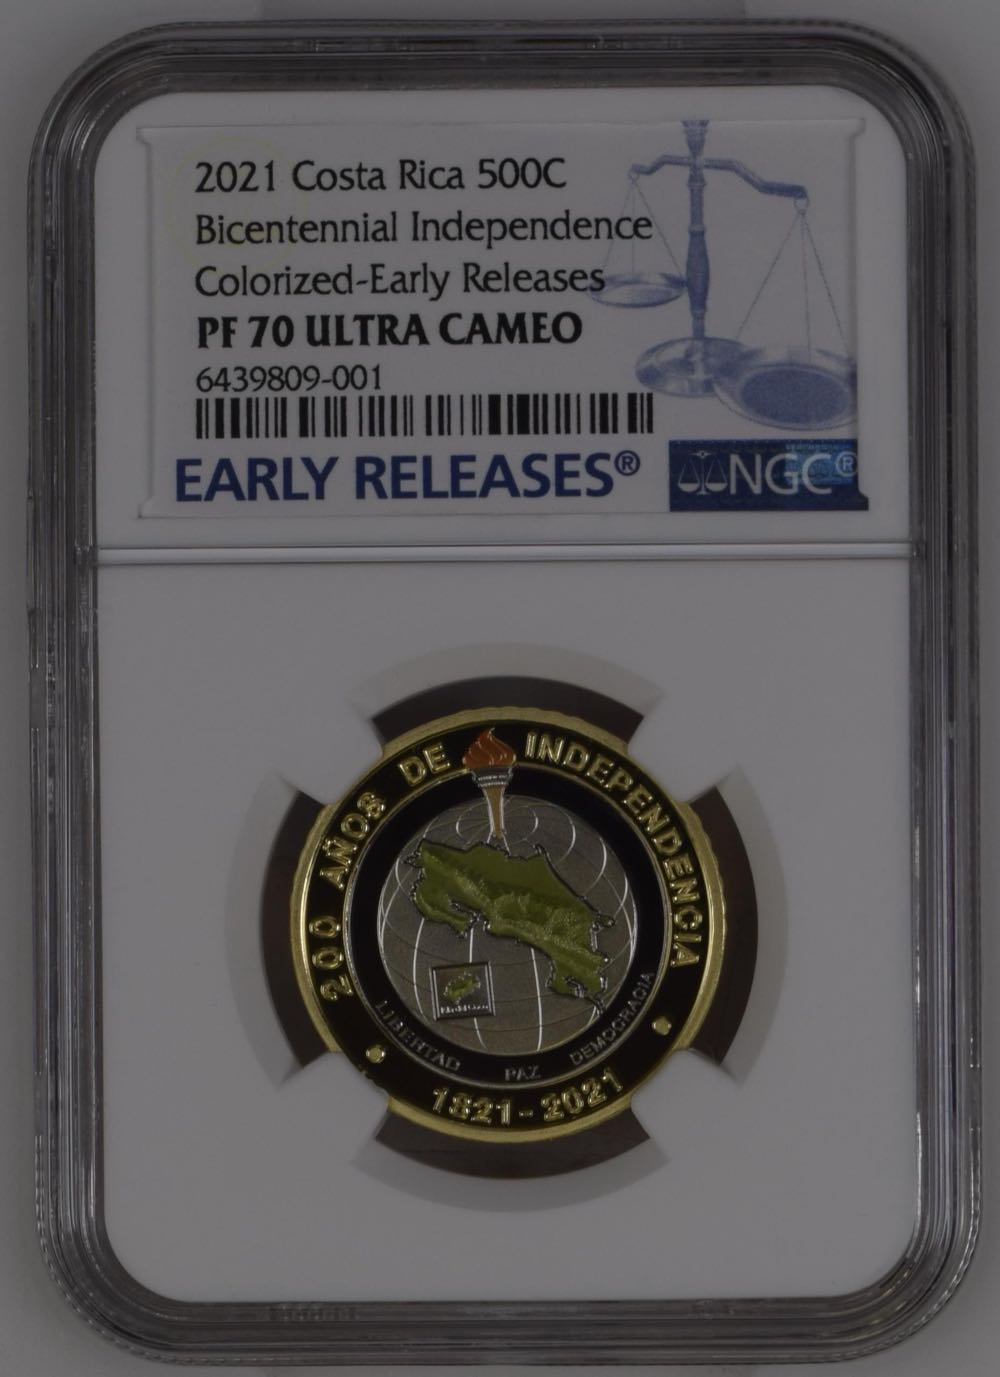 2021 Costa Rica 500C
Bicentennial Independence
Colorized-Early Releases
PF 70 ULTRA CAMEO
6439809-001
EARLY RELEASES®
NGC®
200 AÑOS DE INDEPENDENCIA
LIBERTAD PAZ DEMOCRACIA
1821-2021